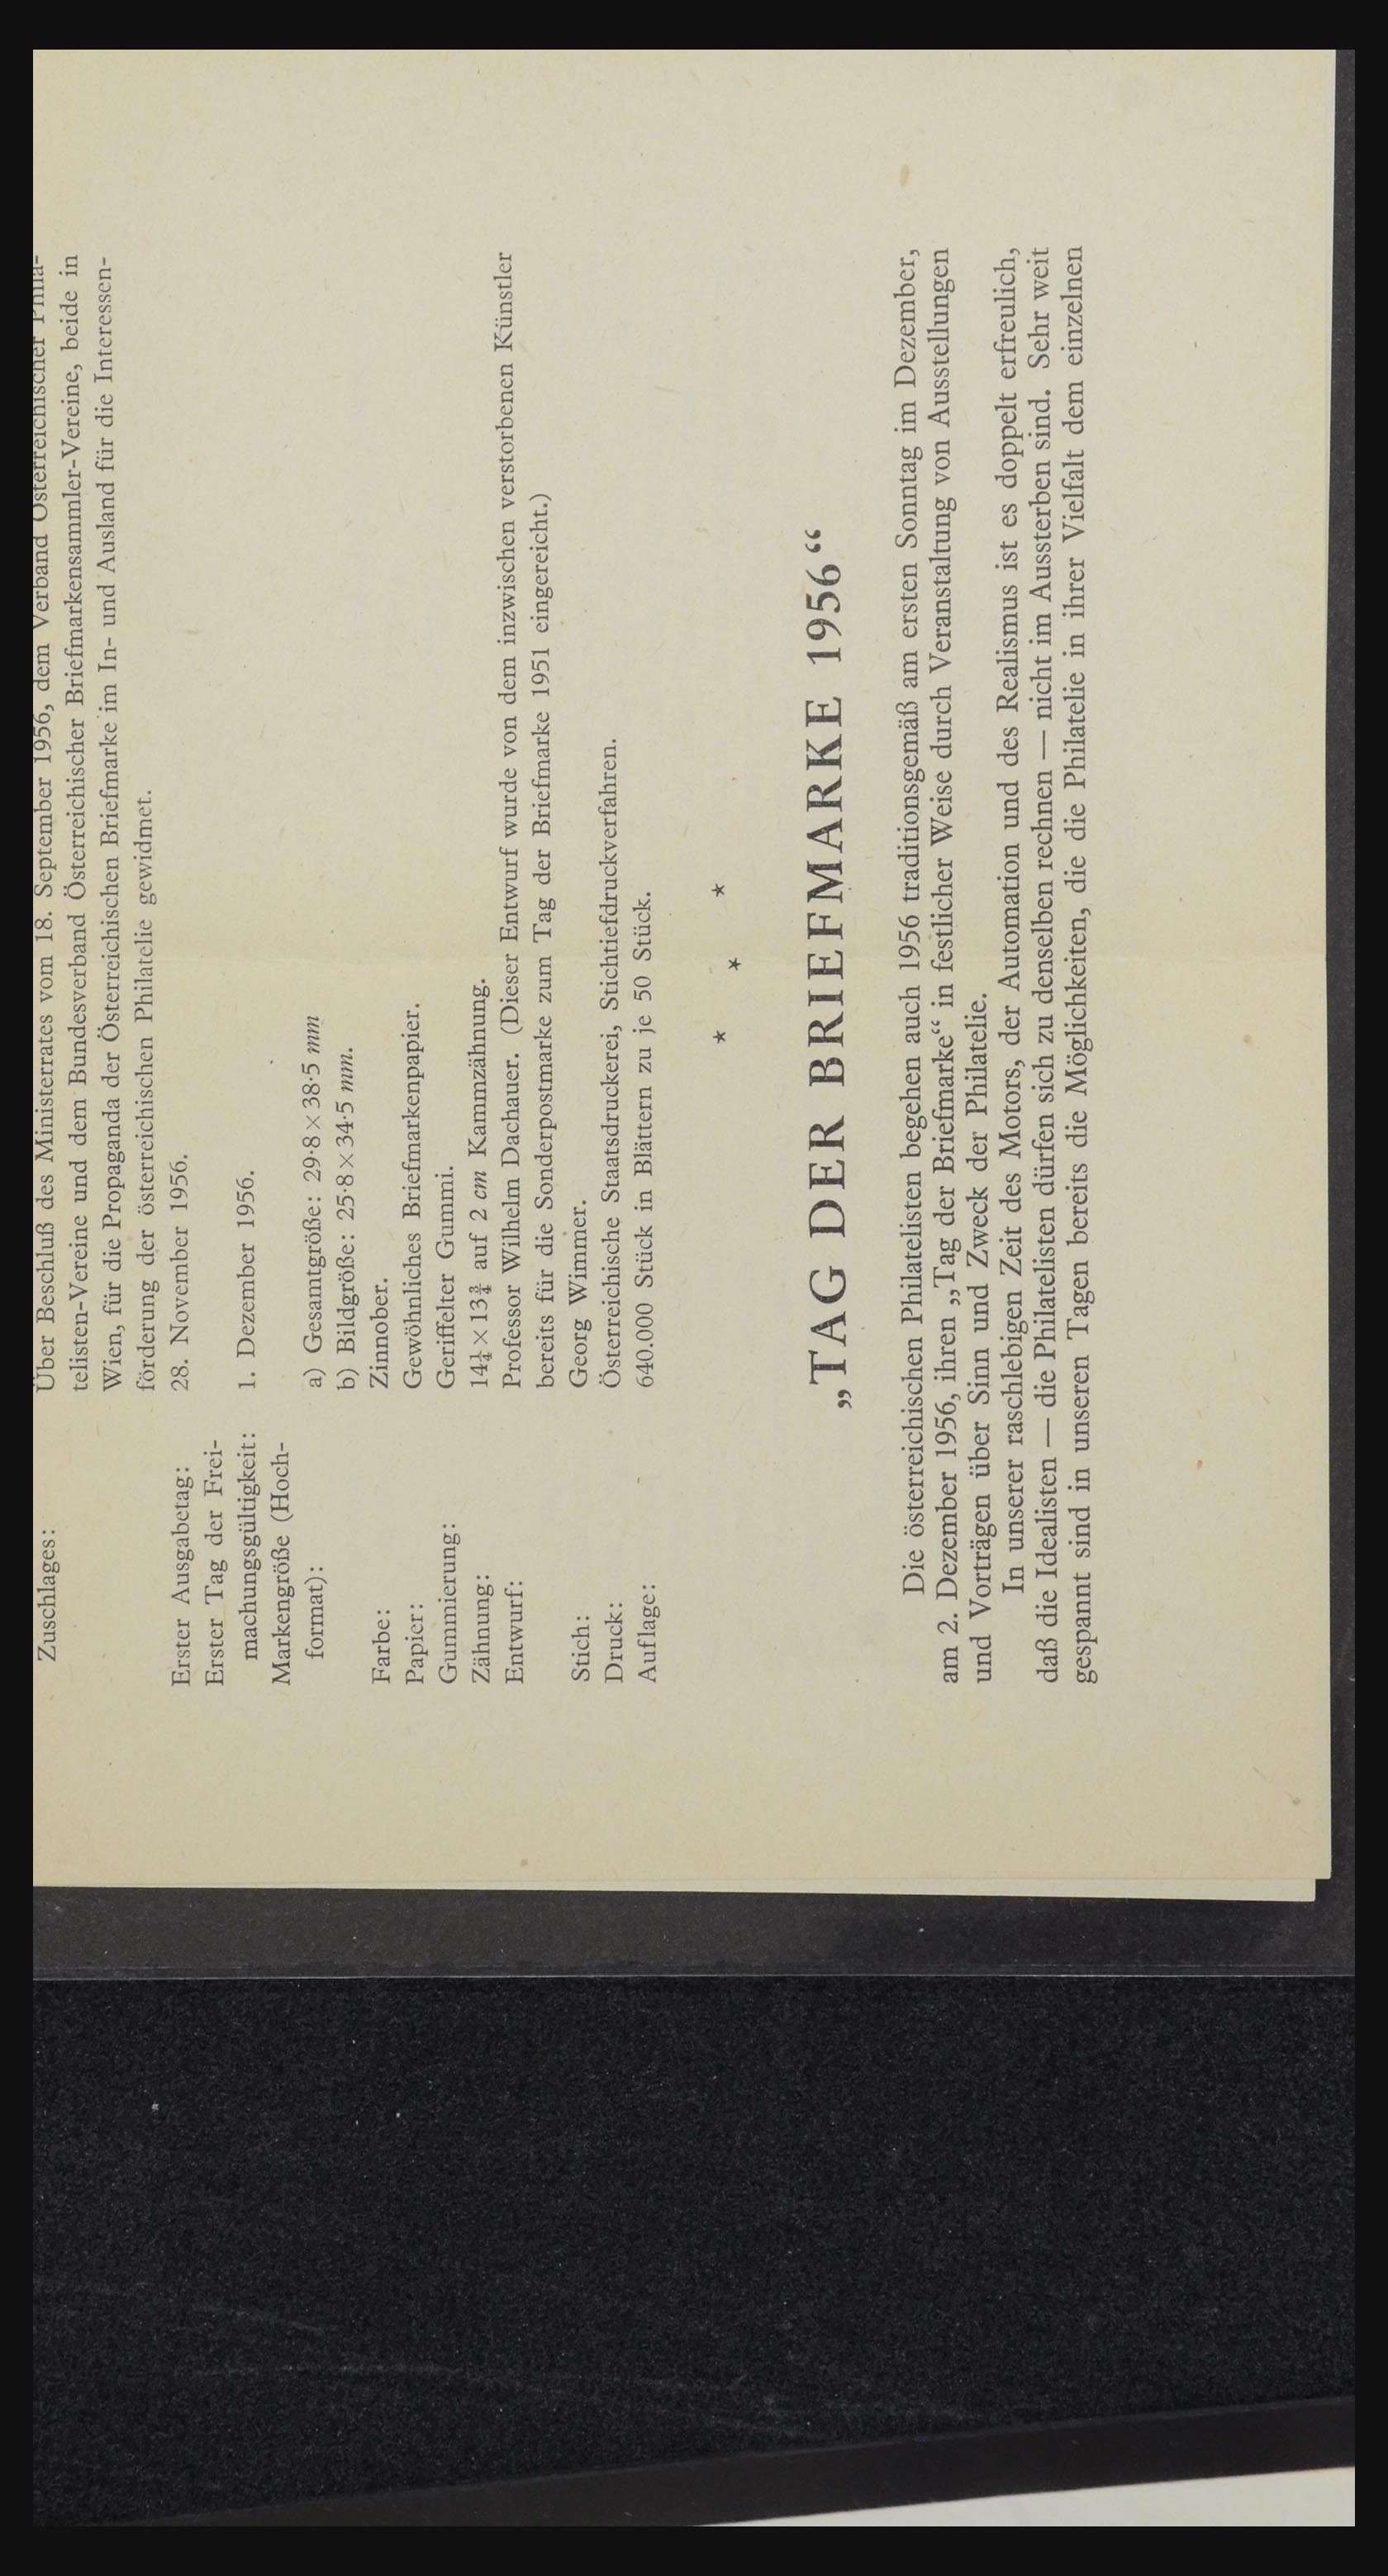 Zuschlages: Über Beschluß des Ministerrates vom 18. September 1956, dem Verband Österreichischer Phila-
telisten-Vereine und dem Bundesverband Österreichischer Briefmarkensammler-Vereine, beide in
Wien, für die Propaganda der Österreichischen Briefmarke im In- und Ausland für die Interessen-
förderung der österreichischen Philatelie gewidmet.
Erster Ausgabetag: 28. November 1956.
Erster Tag der Frei-
machungsgültigkeit: 1. Dezember 1956.
Markengröße (Hoch-
format): a) Gesamtgröße: 29·8×38·5 mm
b) Bildgröße: 25·8×34·5 mm.
Farbe: Zinnober.
Papier: Gewöhnliches Briefmarkenpapier.
Gummierung: Geriffelter Gummi.
Zähnung: 14¼×13¾ auf 2 cm Kammzähnung.
Entwurf: Professor Wilhelm Dachauer. (Dieser Entwurf wurde von dem inzwischen verstorbenen Künstler
bereits für die Sonderpostmarke zum Tag der Briefmarke 1951 eingereicht.)
Stich: Georg Wimmer.
Druck: Österreichische Staatsdruckerei, Stichtiefdruckverfahren.
Auflage: 640.000 Stück in Blättern zu je 50 Stück.
* * *
„TAG DER BRIEFMARKE 1956“
Die österreichischen Philatelisten begehen auch 1956 traditionsgemäß am ersten Sonntag im Dezember,
am 2. Dezember 1956, ihren „Tag der Briefmarke“ in festlicher Weise durch Veranstaltung von Ausstellungen
und Vorträgen über Sinn und Zweck der Philatelie.
In unserer raschlebigen Zeit des Motors, der Automation und des Realismus ist es doppelt erfreulich,
daß die Idealisten — die Philatelisten dürfen sich zu denselben rechnen — nicht im Aussterben sind. Sehr weit
gespannt sind in unseren Tagen bereits die Möglichkeiten, die die Philatelie in ihrer Vielfalt dem einzelnen